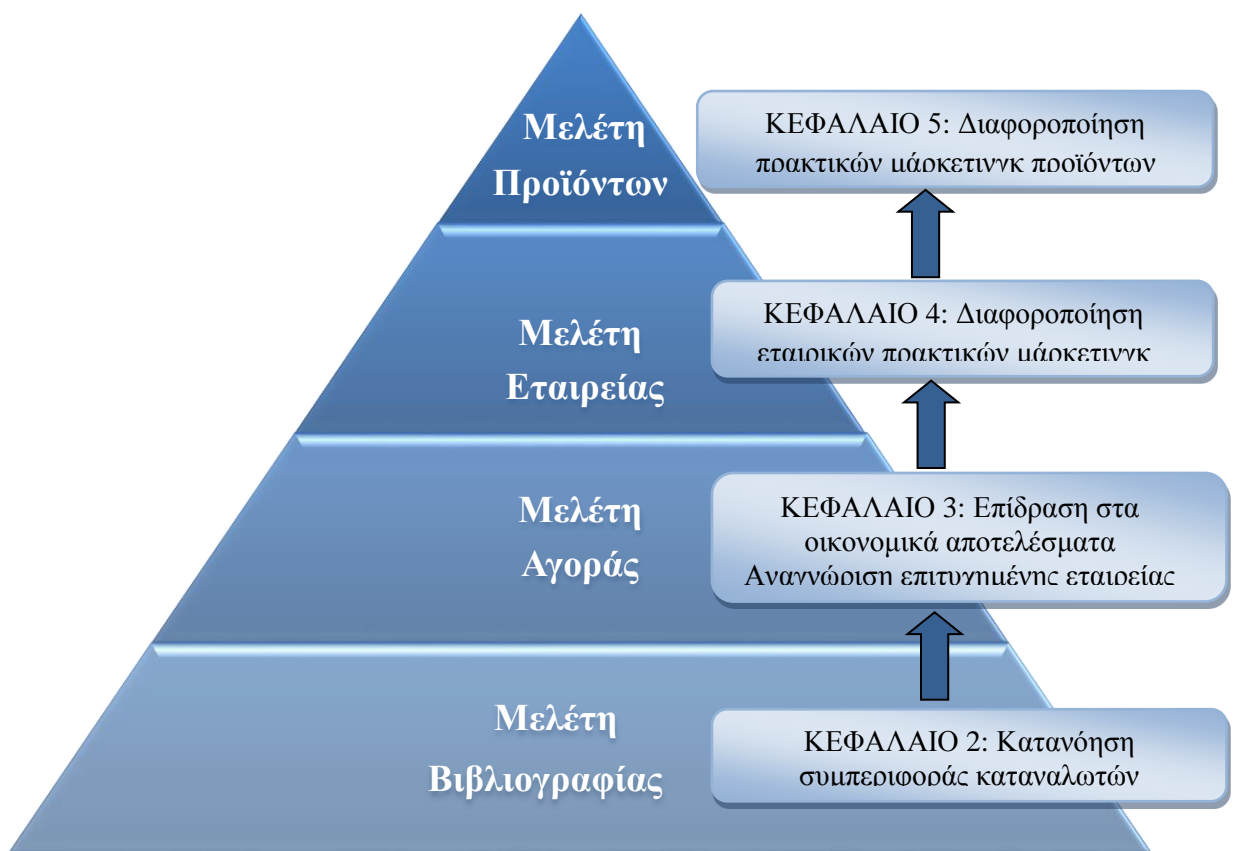 Μελέτη
Προϊόντων
ΚΕΦΑΛΑΙΟ 5: Διαφοροποίηση
πρακτικών μάρκετινγκ προϊόντων
Μελέτη
Εταιρείας
ΚΕΦΑΛΑΙΟ 4: Διαφοροποίηση
εταιρικών πρακτικών μάρκετινγκ
Μελέτη
Αγοράς
ΚΕΦΑΛΑΙΟ 3: Επίδραση στα
οικονομικά αποτελέσματα
Αναγνώριση επιτυχημένης εταιρείας
Μελέτη
Βιβλιογραφίας
ΚΕΦΑΛΑΙΟ 2: Κατανόηση
συμπεριφοράς καταναλωτών